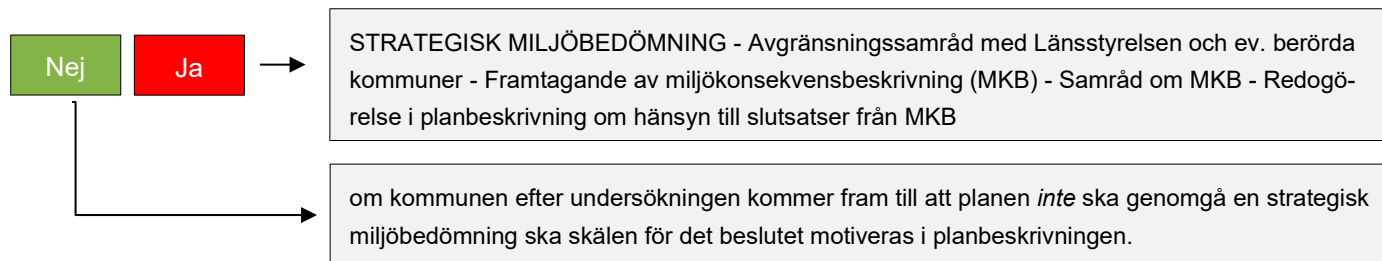 Nej
Ja
STRATEGISK MILJÖBEDÖMNING - Avgränsningssamråd med Länsstyrelsen och ev. berörda
kommuner - Framtagande av miljökonsekvensbeskrivning (MKB) - Samråd om MKB - Redogö-
relse i planbeskrivning om hänsyn till slutsatser från MKB
om kommunen efter undersökningen kommer fram till att planen inte ska genomgå en strategisk
miljöbedömning ska skälen för det beslutet motiveras i planbeskrivningen.